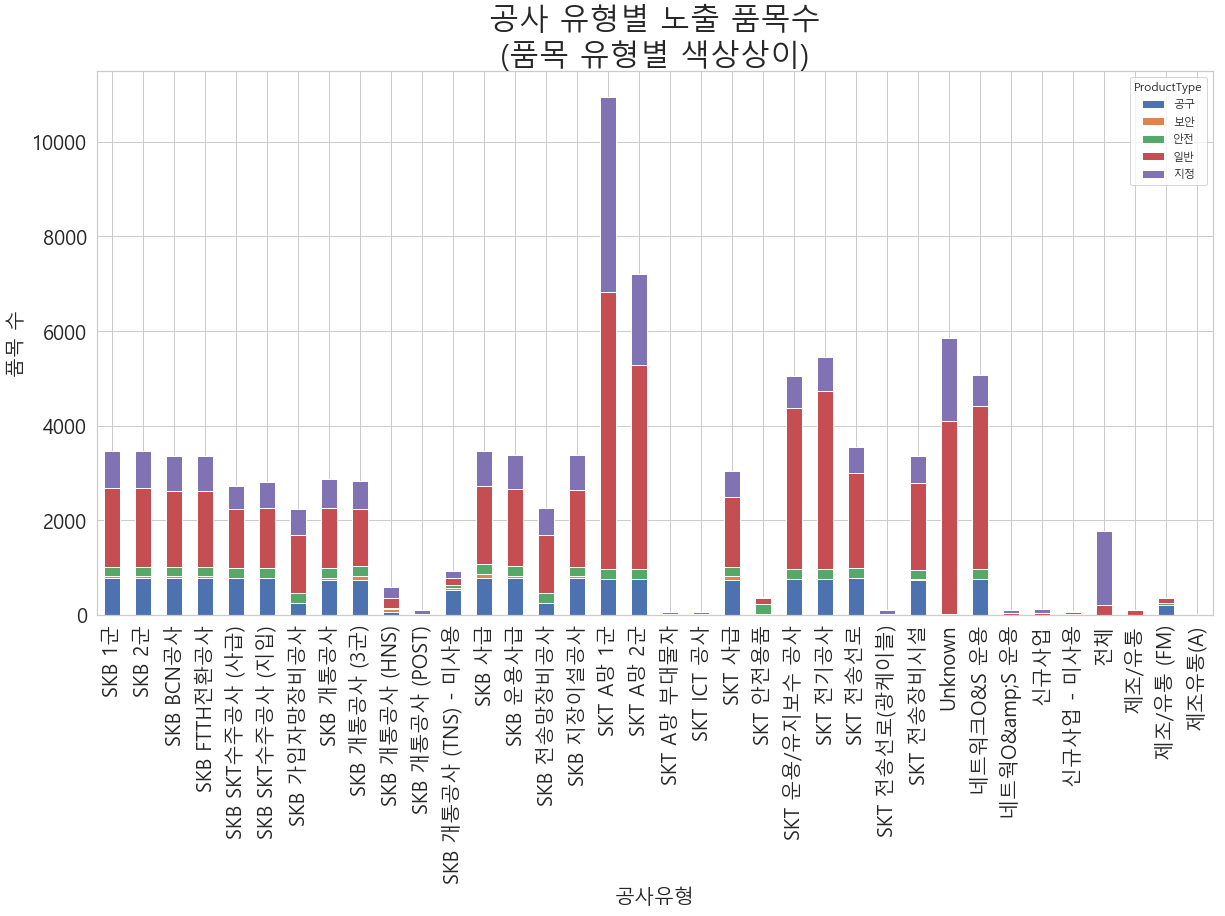 공사 유형별 노출 품목수
(품목 유형별 색상상이)
ProductType
공구
보안
안전
일반
지정
품목 수
10000
8000
6000
4000
2000
0
SKB 1군
SKB 2군
SKB BCN공사
SKB FTTH전환공사
SKB SKT수주공사 (사급)
SKB SKT수주공사 (지입)
SKB 가입자망장비공사
SKB 개통공사
SKB 개통공사 (3군)
SKB 개통공사 (HNS)
SKB 개통공사 (POST)
SKB 개통공사 (TNS) - 미사용
SKB 사급
SKB 운용사급
SKB 전송망장비공사
SKB 지장이설공사
SKT A망 1군
SKT A망 2군
SKT A망 부대물자
SKT ICT 공사
SKT 사급
SKT 안전용품
SKT 운용/유지보수 공사
SKT 전기공사
SKT 전송선로
SKT 전송선로(광케이블)
SKT 전송장비시설
Unknown
네트워크O&S 운용
네트웍O&amp;S 운용
신규사업
신규사업 - 미사용
전체
제조/유통
제조/유통 (FM)
제조유통(A)
공사유형